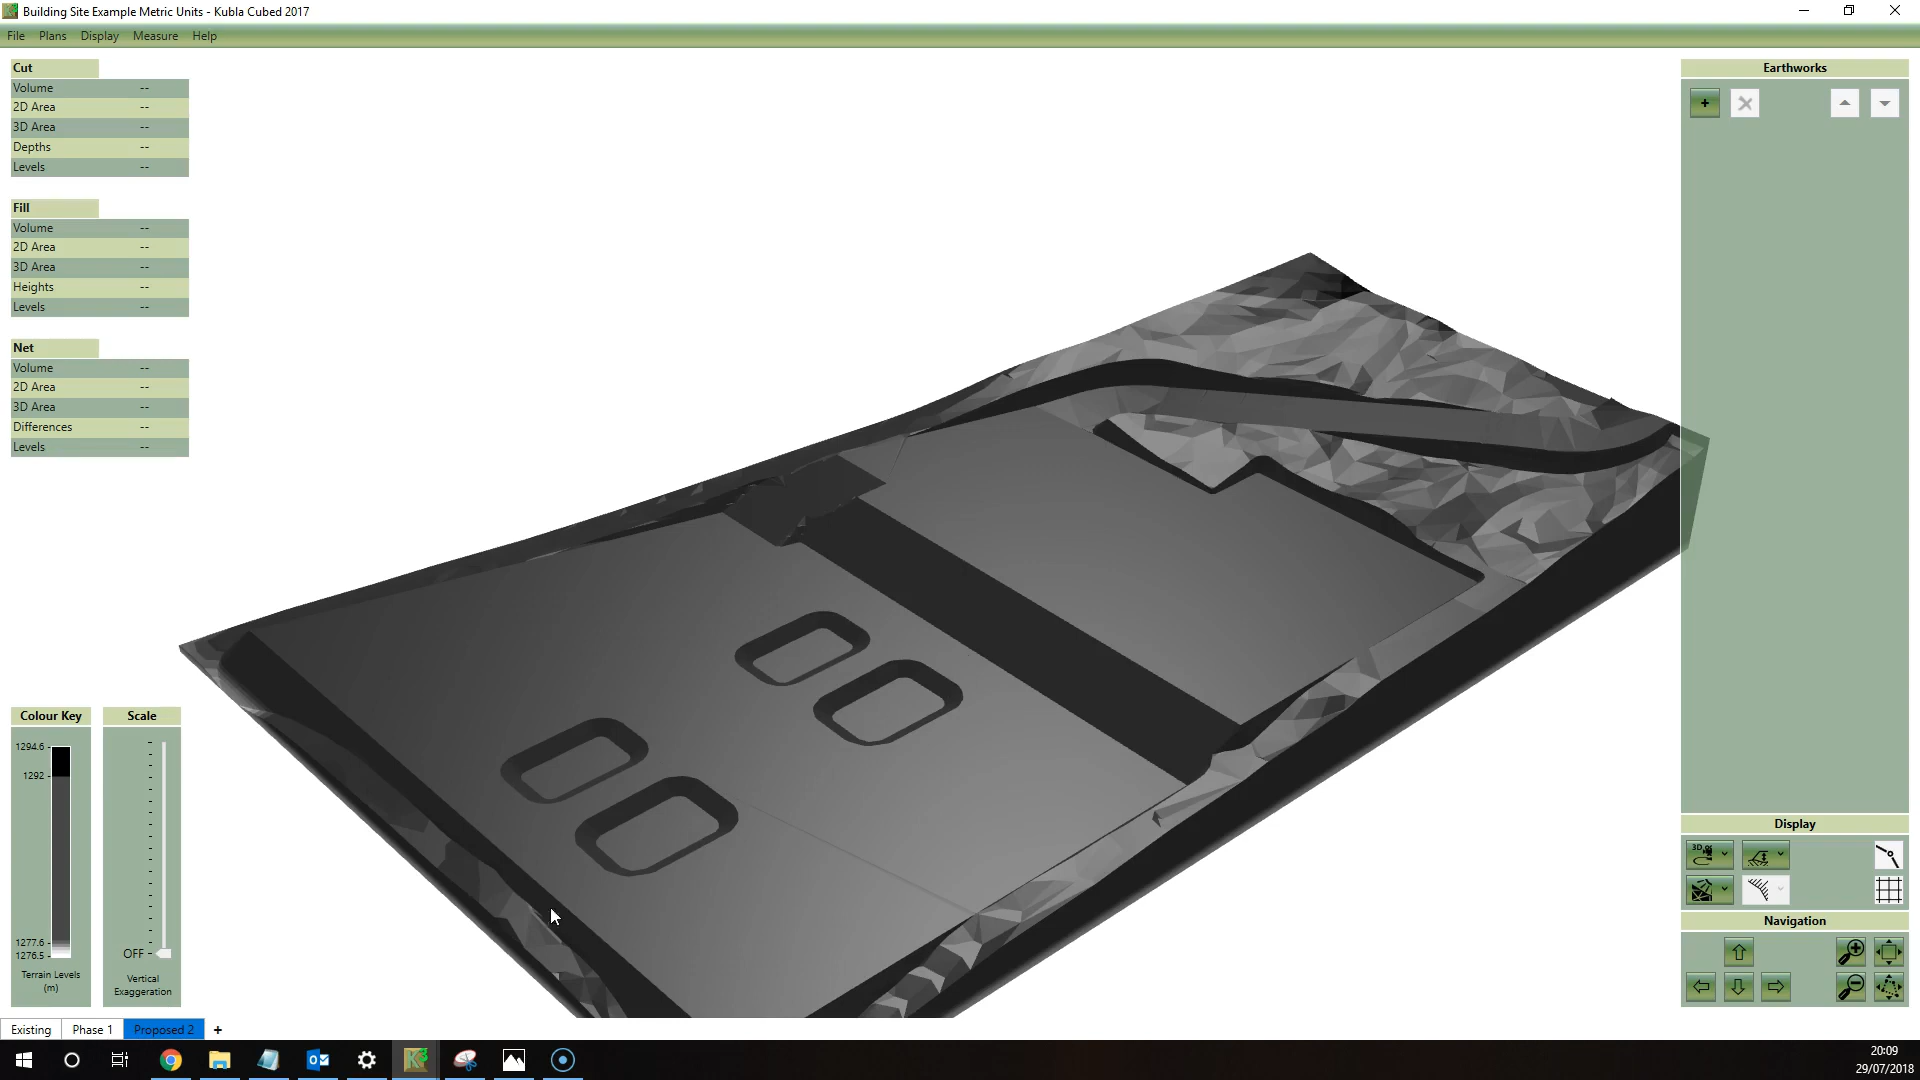 Building Site Example Metric Units - Kubla Cubed 2017
File Plans Display Measure Help
Cut
Volume --
2D Area --
3D Area --
Depths --
Levels --
Fill
Volume --
2D Area --
3D Area --
Heights --
Levels --
Net
Volume --
2D Area --
3D Area --
Differences --
Levels --
Earthworks
+
Colour Key
1294.6
1292
1277.6
1276.5
Terrain Levels
(m)
Scale
OFF
Vertical
Exaggeration
Display
3D
Navigation
Existing Phase 1 Proposed 2 +
20:09
29/07/2018